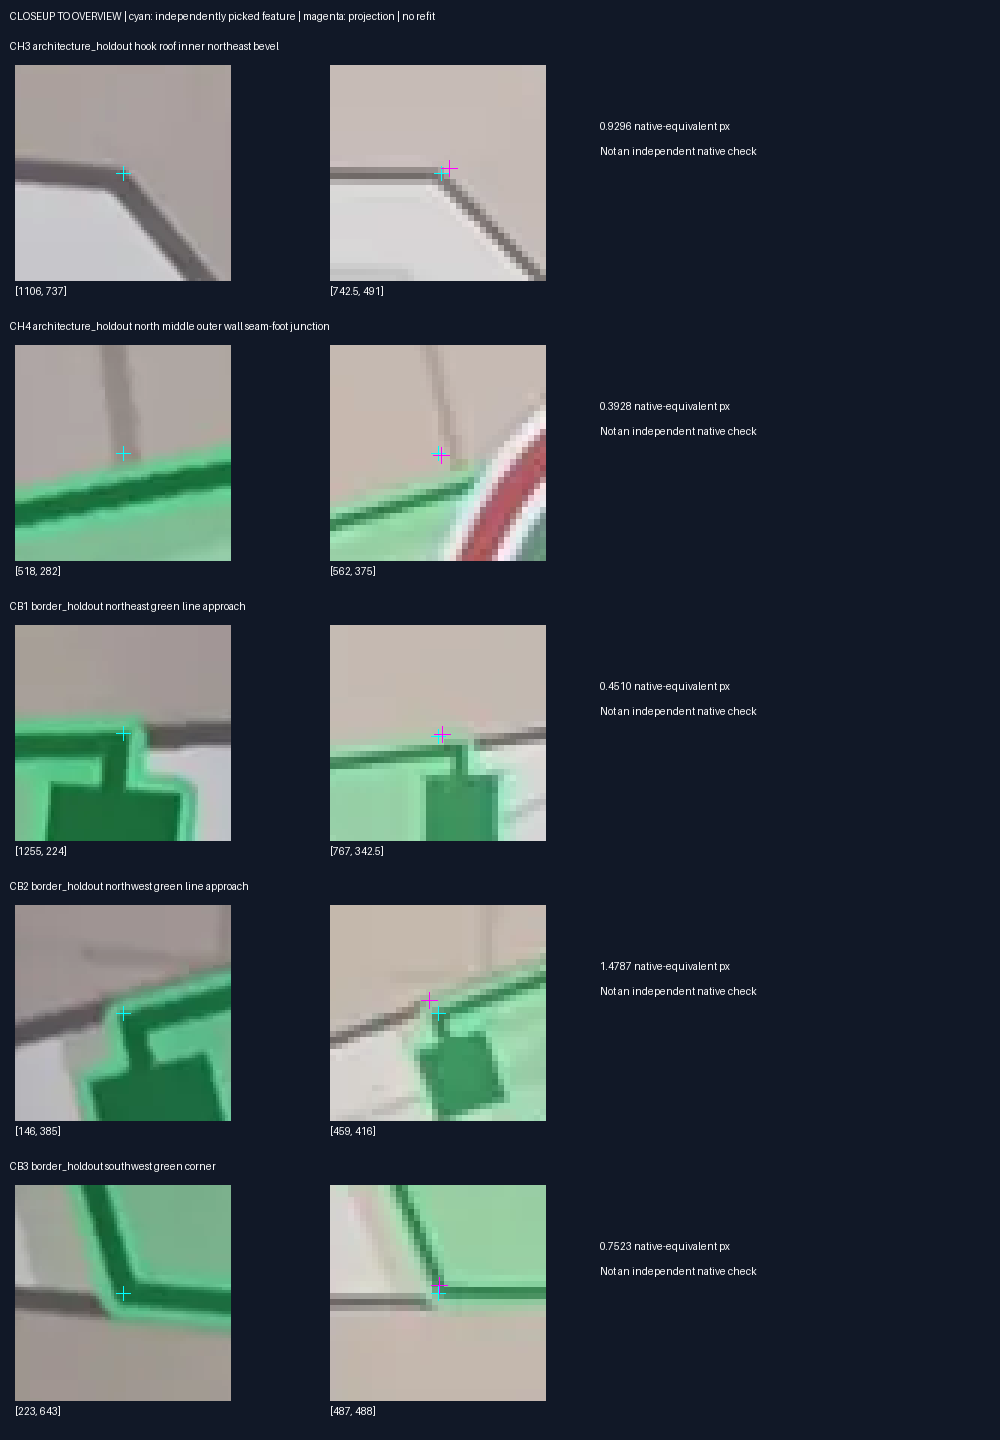 CLOSEUP TO OVERVIEW | cyan: independently picked feature | magenta: projection | no refit
CH3 architecture_holdout hook roof inner northeast bevel
0.9296 native-equivalent px
Not an independent native check
[1106, 737]
[742.5, 491]
CH4 architecture_holdout north middle outer wall seam-foot junction
0.3928 native-equivalent px
Not an independent native check
[518, 282]
[562, 375]
CB1 border_holdout northeast green line approach
0.4510 native-equivalent px
Not an independent native check
[1255, 224]
[767, 342.5]
CB2 border_holdout northwest green line approach
1.4787 native-equivalent px
Not an independent native check
[146, 385]
[459, 416]
CB3 border_holdout southwest green corner
0.7523 native-equivalent px
Not an independent native check
[223, 643]
[487, 488]